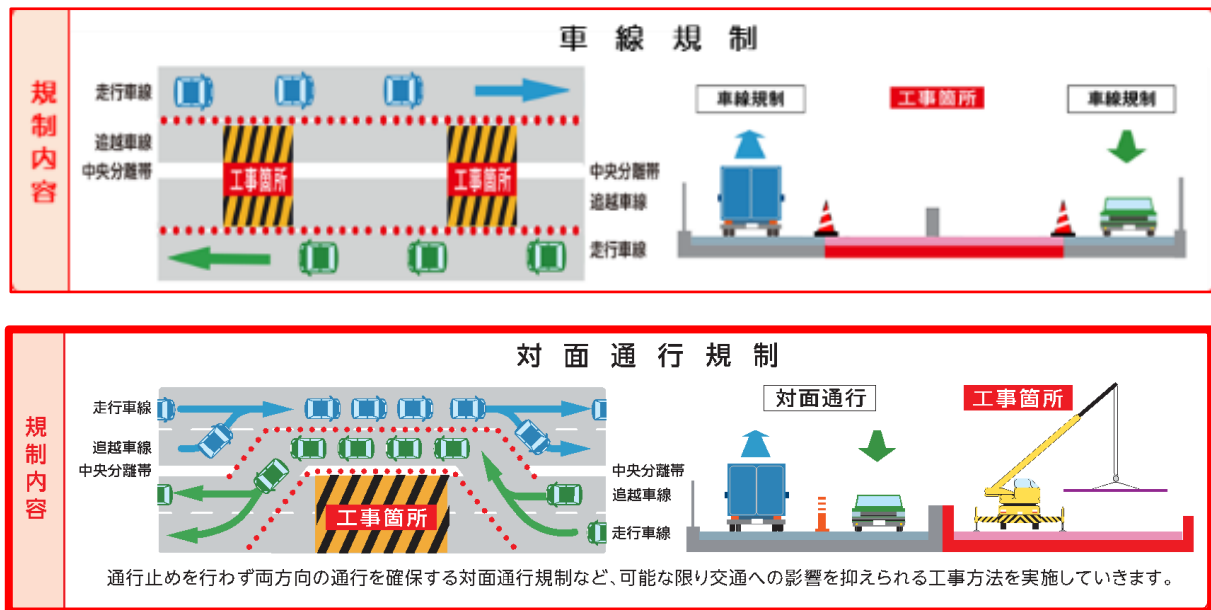 規制内容
車線規制
走行車線
追越車線
中央分離帯
工事箇所
工事箇所
中央分離帯
追越車線
走行車線
車線規制
工事箇所
車線規制
規制内容
対面通行規制
走行車線
追越車線
中央分離帯
工事箇所
中央分離帯
追越車線
走行車線
対面通行
工事箇所
通行止めを行わず両方向の通行を確保する対面通行規制など、可能な限り交通への影響を抑えられる工事方法を実施していきます。